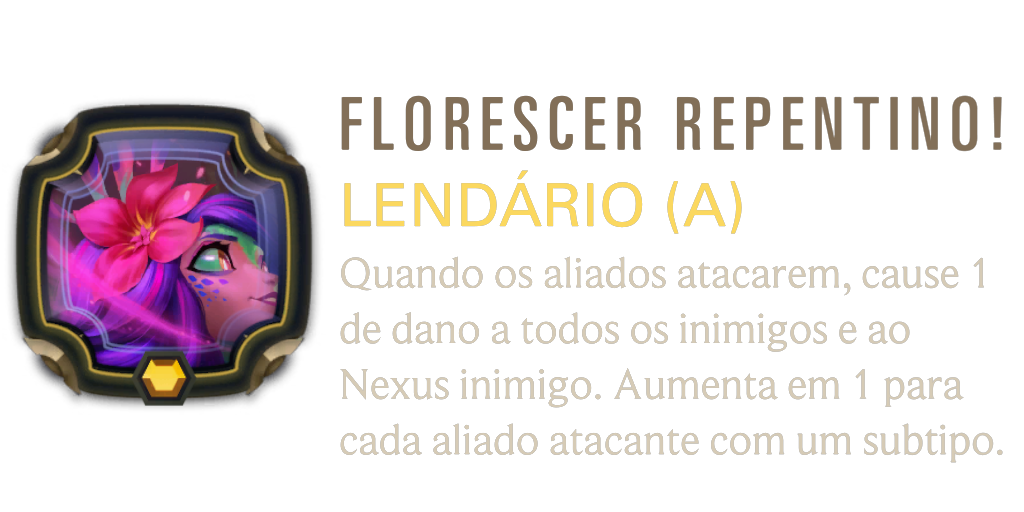 FLORESCER REPENTINO!
LENDÁRIO (A)
Quando os aliados atacarem, cause 1
de dano a todos os inimigos e ao
Nexus inimigo. Aumenta em 1 para
cada aliado atacante com um subtipo.